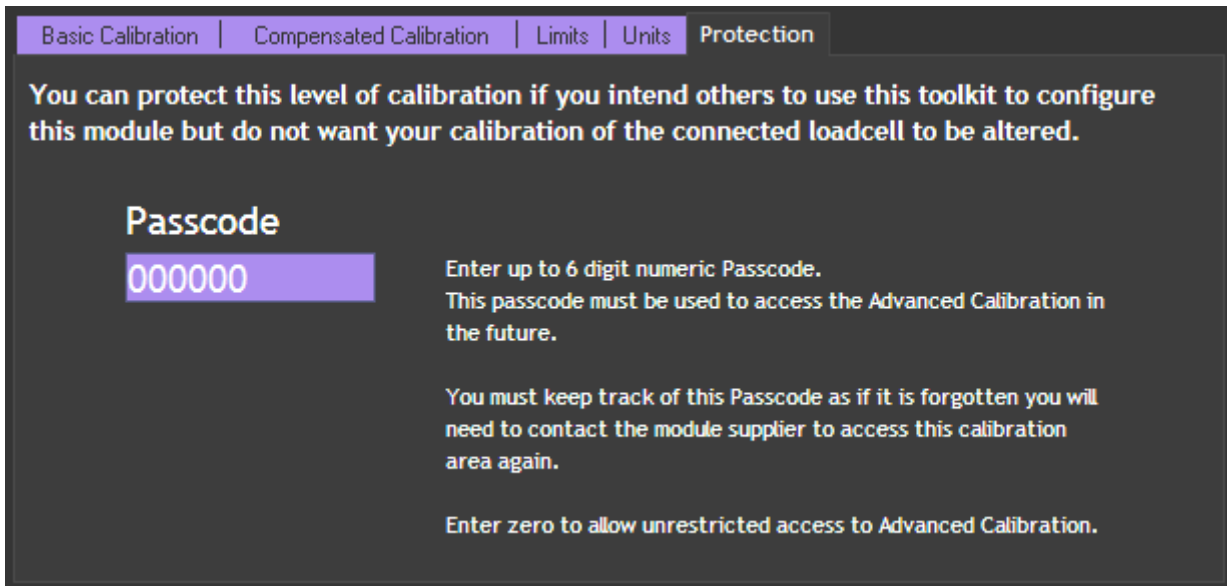 Basic Calibration | Compensated Calibration | Limits | Units Protection
You can protect this level of calibration if you intend others to use this toolkit to configure
this module but do not want your calibration of the connected loadcell to be altered.
Passcode
000000
Enter up to 6 digit numeric Passcode.
This passcode must be used to access the Advanced Calibration in
the future.
You must keep track of this Passcode as if it is forgotten you will
need to contact the module supplier to access this calibration
area again.
Enter zero to allow unrestricted access to Advanced Calibration.